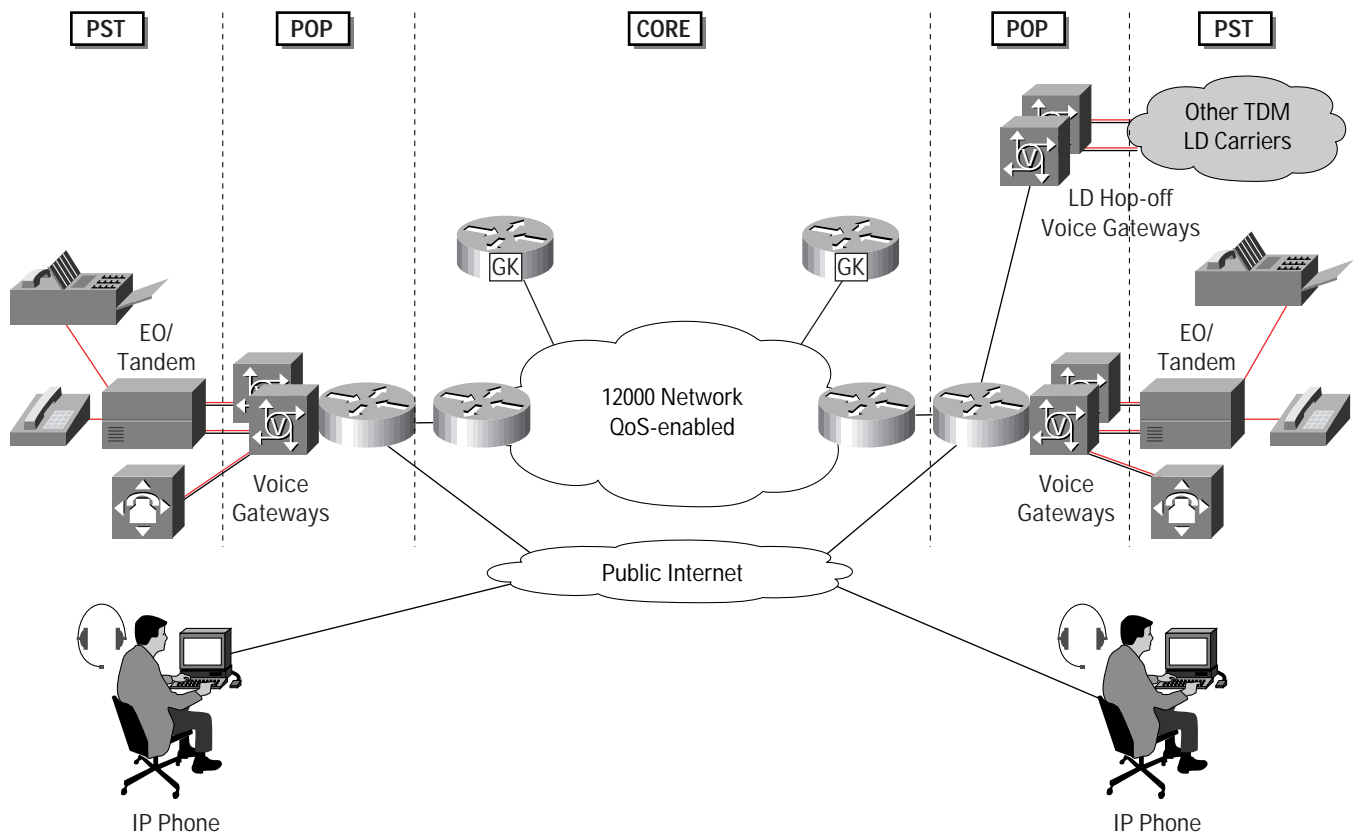 PST
POP
CORE
POP
PST
Other TDM
LD Carriers
V
LD Hop-off
Voice Gateways
GK
GK
EO/
Tandem
EO/
Tandem
12000 Network
QoS-enabled
V
V
Voice
Gateways
Voice
Gateways
Public Internet
IP Phone
IP Phone